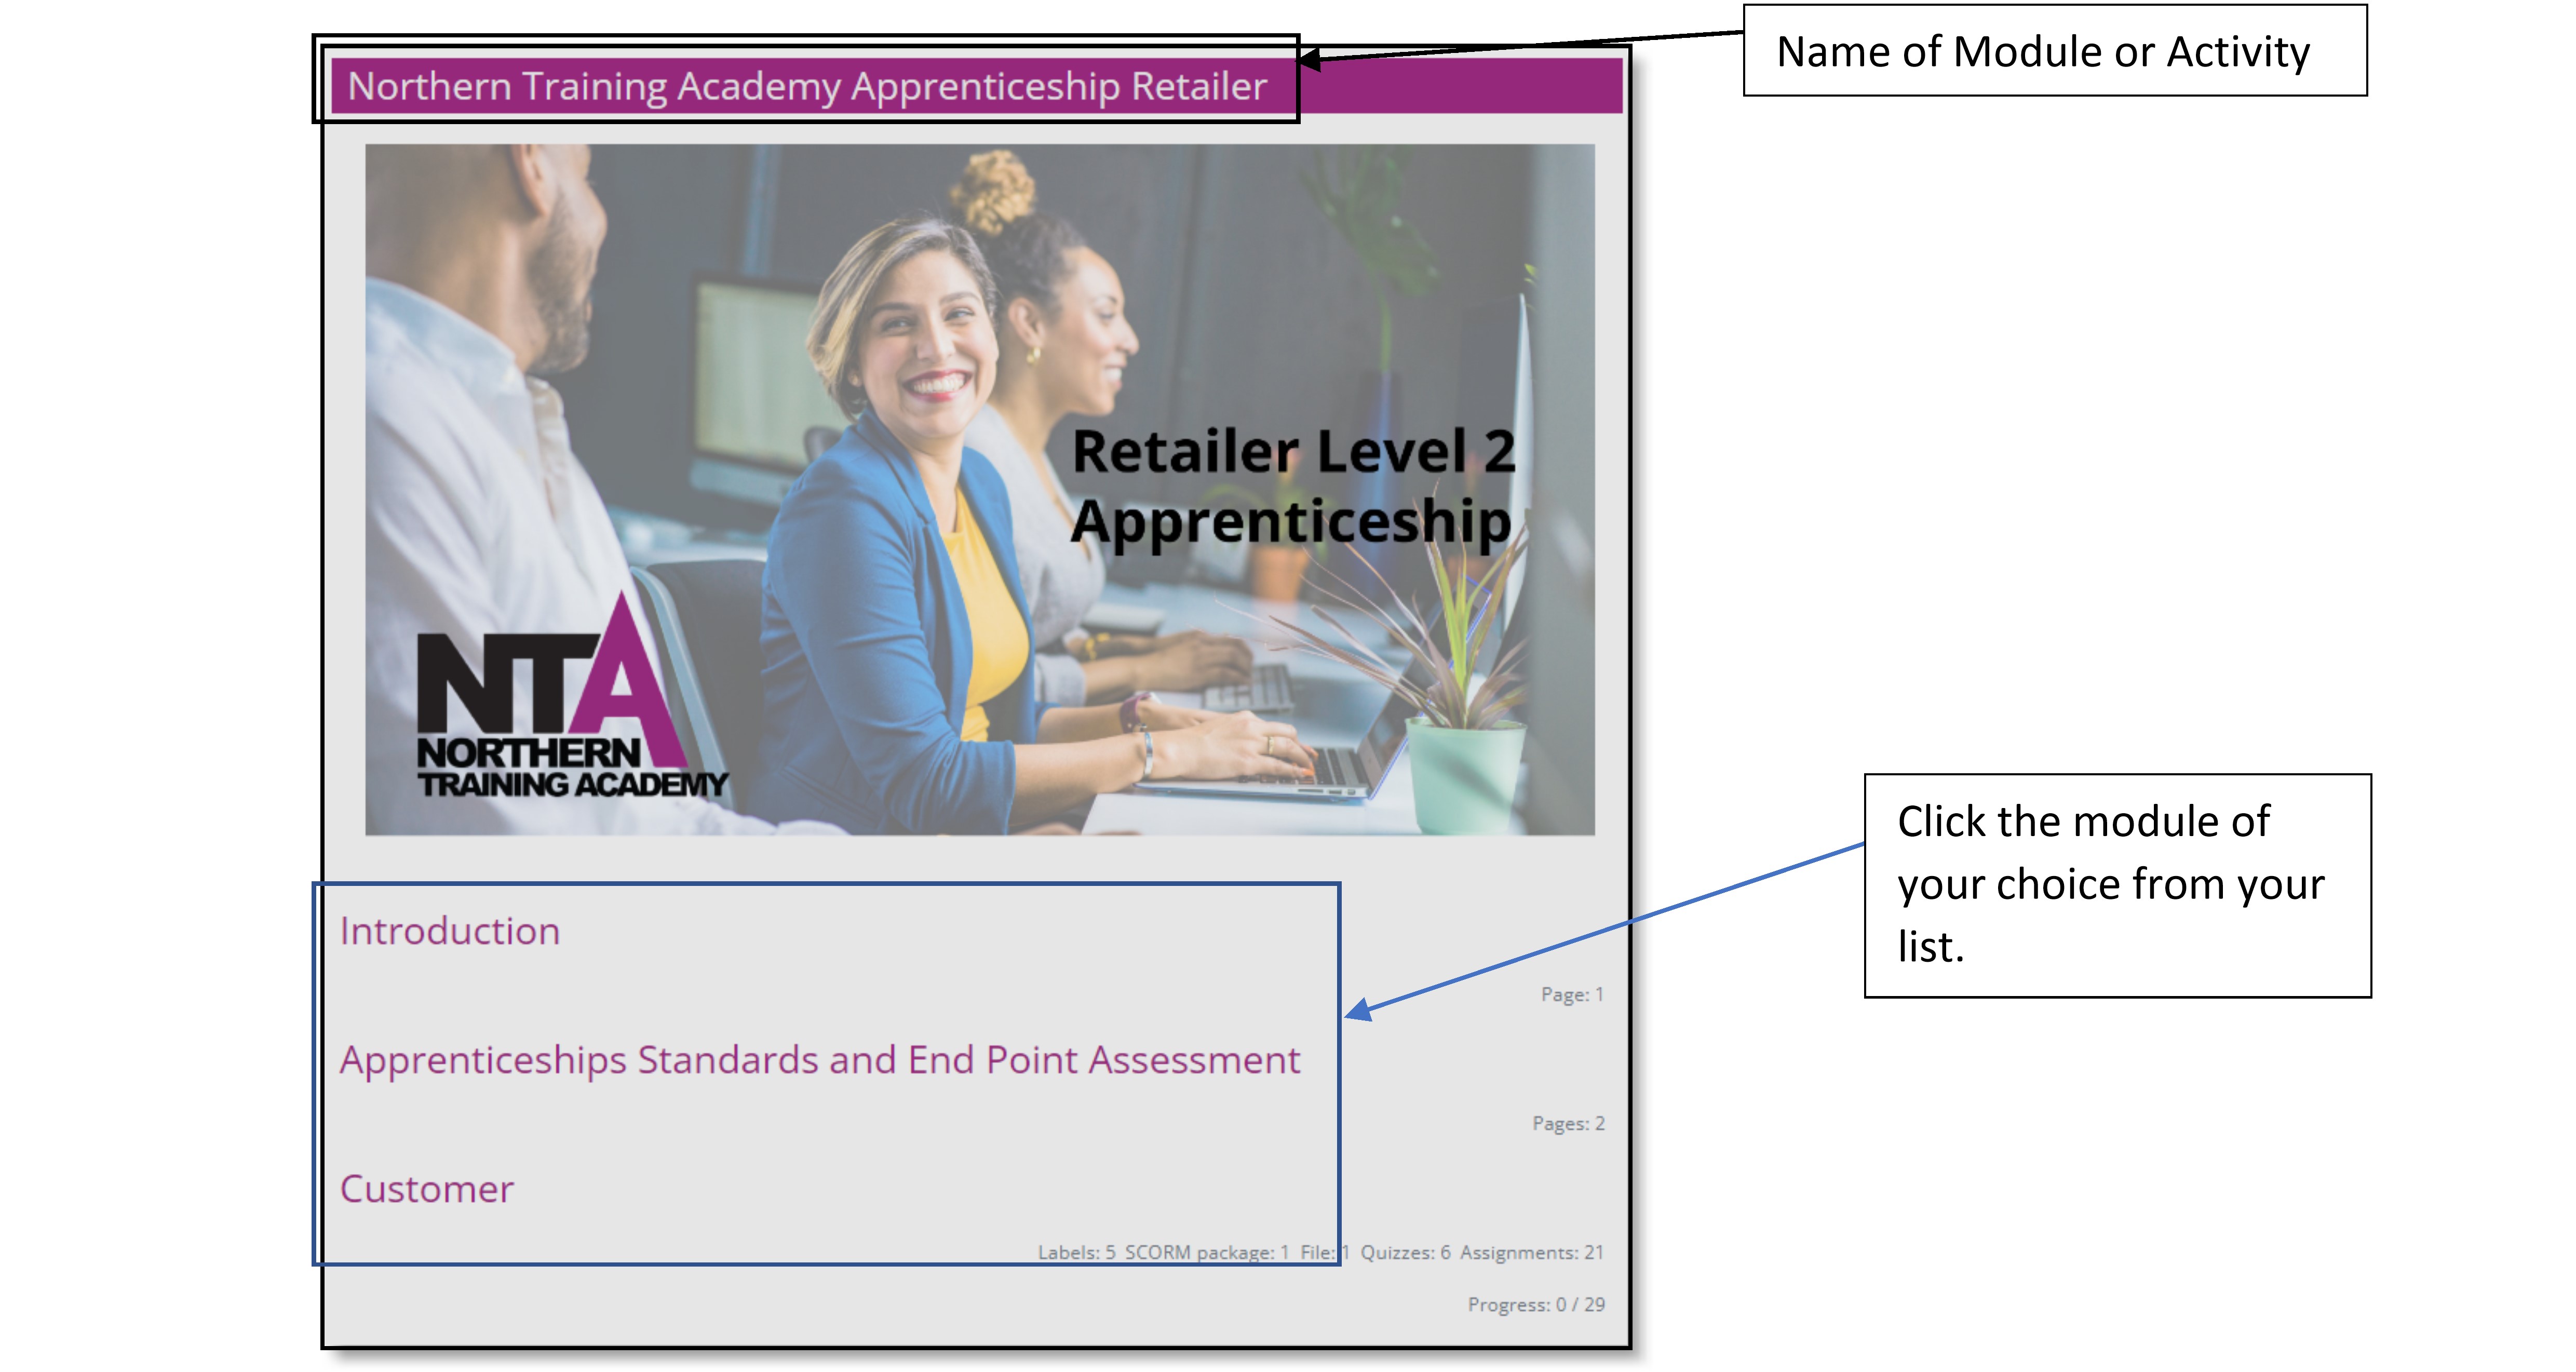 Name of Module or Activity
Northern Training Academy Apprenticeship Retailer
Retailer Level 2
Apprenticeship
NTA
NORTHERN
TRAINING ACADEMY
Click the module of
your choice from your
list.
Introduction
Page: 1
Apprenticeships Standards and End Point Assessment
Pages: 2
Customer
Labels: 5 SCORM package: 1 File: 1 Quizzes: 6 Assignments: 21
Progress: 0 / 29